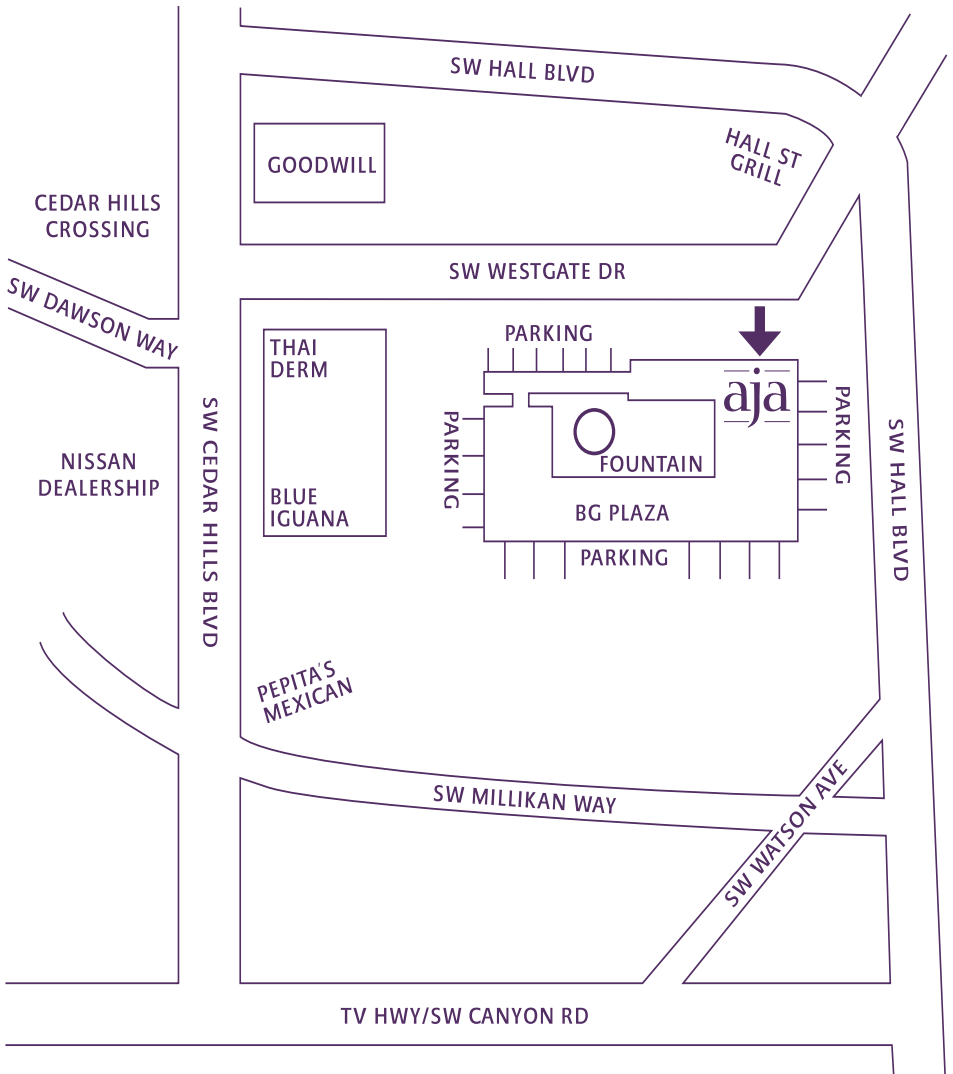 SW HALL BLVD
HALL ST
GRILL
GOODWILL
CEDAR HILLS
CROSSING
SW WESTGATE DR
SW DAWSON WAY
THAI
DERM
PARKING
aja
PARKING
PARKING
SW CEDAR HILLS BLVD
SW HALL BLVD
NISSAN
DEALERSHIP
FOUNTAIN
BLUE
IGUANA
BG PLAZA
PARKING
PEPITA'S
MEXICAN
SW MILLIKAN WAY
SW WATSON AVE
TV HWY/SW CANYON RD